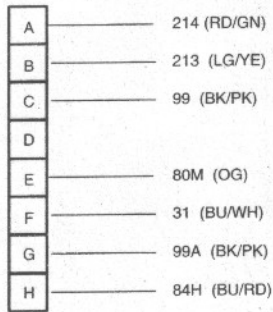 A 214 (RD/GN)
B 213 (LG/YE)
C 99 (BK/PK)
D
E 80M (OG)
F 31 (BU/WH)
G 99A (BK/PK)
H 84H (BU/RD)